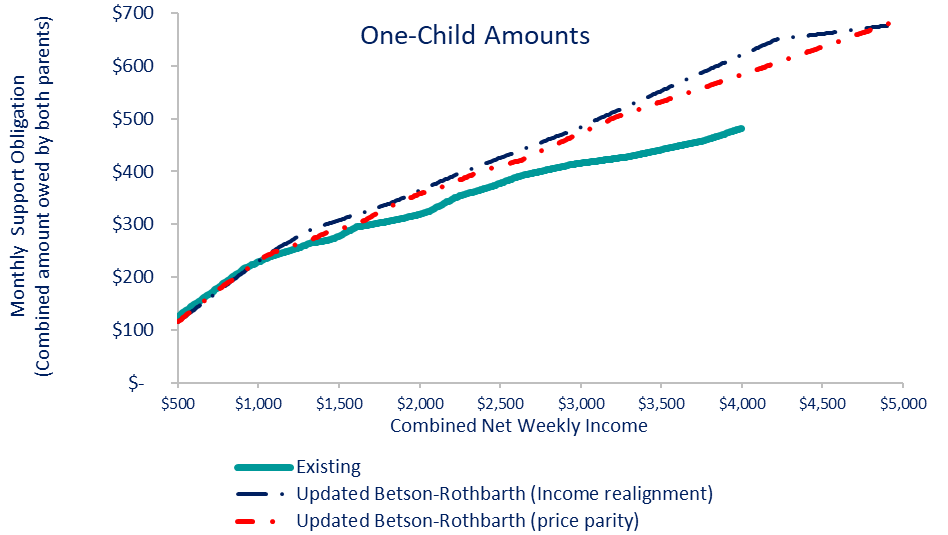 One-Child Amounts
Monthly Support Obligation
(Combined amount owed by both parents)
$700
$600
$500
$400
$300
$200
$100
$-
$500 $1,000 $1,500 $2,000 $2,500 $3,000 $3,500 $4,000 $4,500 $5,000
Combined Net Weekly Income
Existing
Updated Betson-Rothbarth (Income realignment)
Updated Betson-Rothbarth (price parity)